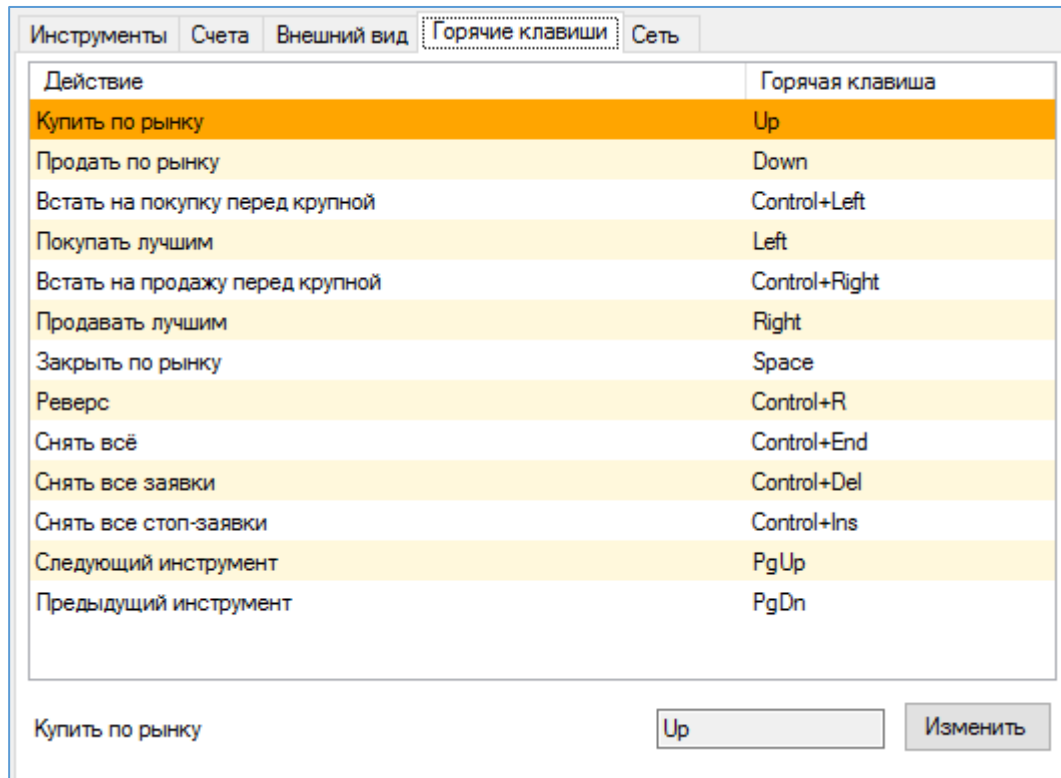 Инструменты Счета Внешний вид Горячие клавиши Сеть
Действие Горячая клавиша
Купить по рынку Up
Продать по рынку Down
Встать на покупку перед крупной Control+Left
Покупать лучшим Left
Встать на продажу перед крупной Control+Right
Продавать лучшим Right
Закрыть по рынку Space
Реверс Control+R
Снять всё Control+End
Снять все заявки Control+Del
Снять все стоп-заявки Control+Ins
Следующий инструмент PgUp
Предыдущий инструмент PgDn
Купить по рынку Up Изменить